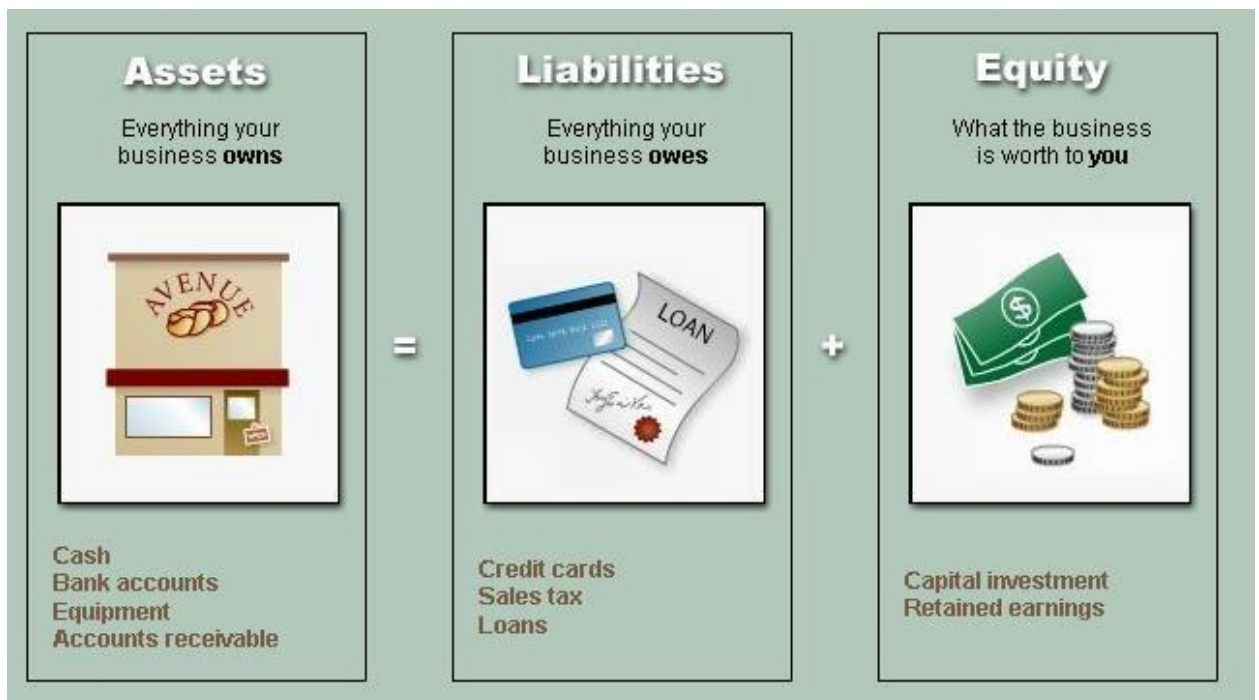 Assets
Everything your
business owns
AVENUE
Cash
Bank accounts
Equipment
Accounts receivable
=
Liabilities
Everything your
business owes
LOAN
Credit cards
Sales tax
Loans
+
Equity
What the business
is worth to you
$
Capital investment
Retained earnings